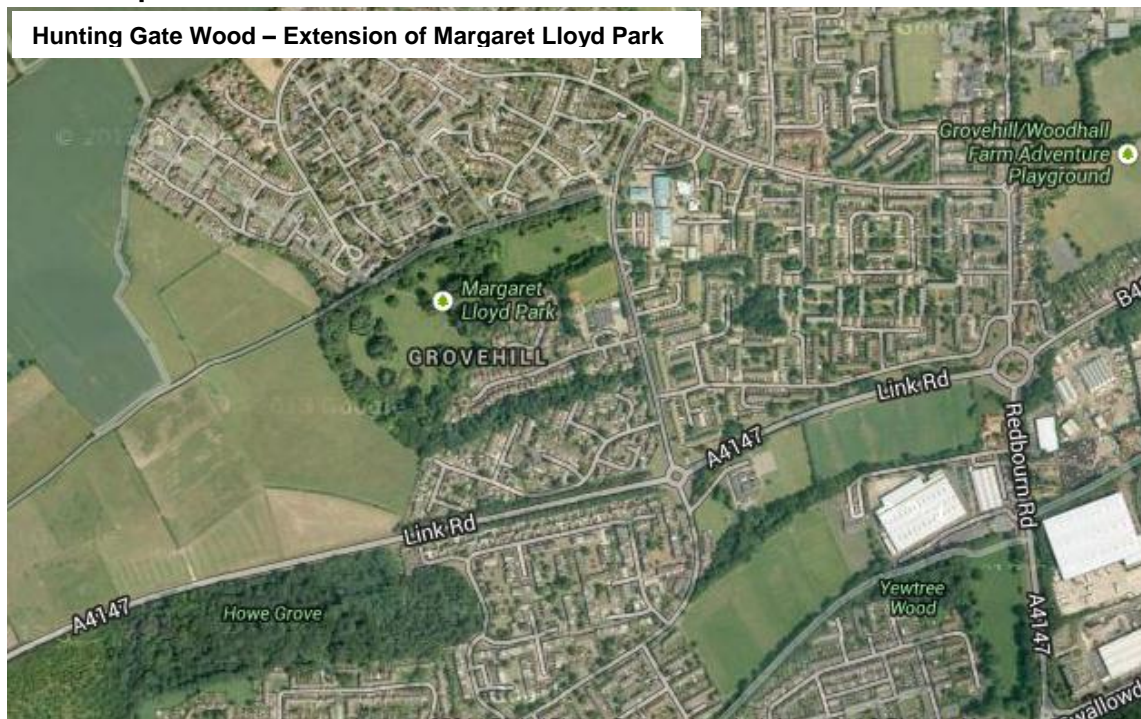 Hunting Gate Wood – Extension of Margaret Lloyd Park
Grovehill/Woodhall
Farm Adventure
Playground
Margaret
Lloyd Park
GROVEHILL
B4
Link Rd
A4147
Redbourn Rd
Link Rd
A4147
Howe Grove
Yewtree
Wood
A4147